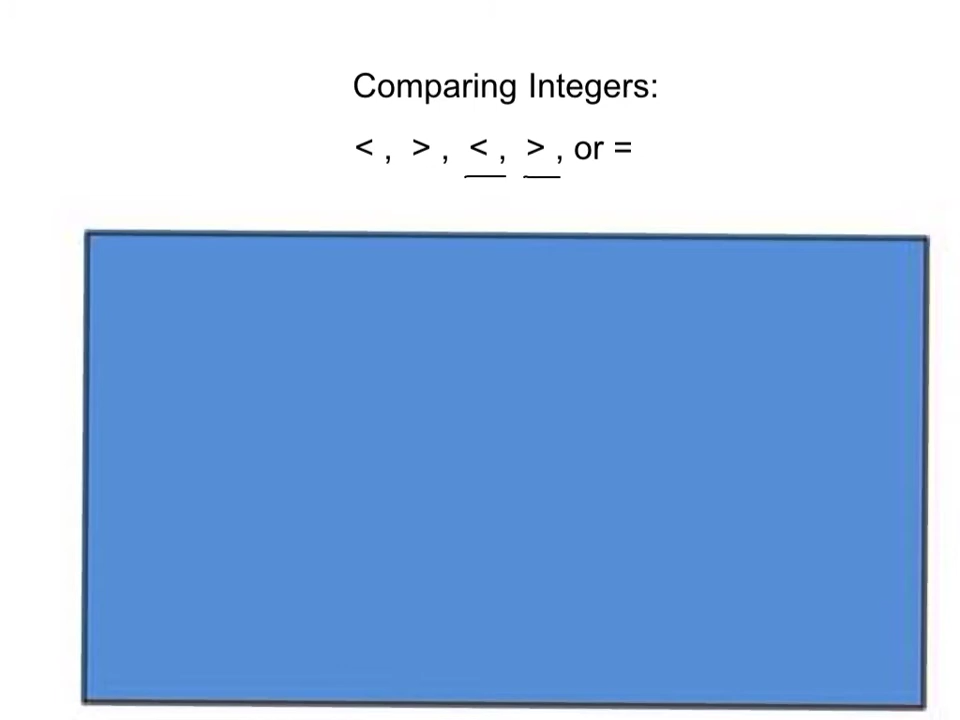 Comparing Integers:
< , > , ≤ , ≥ , or =